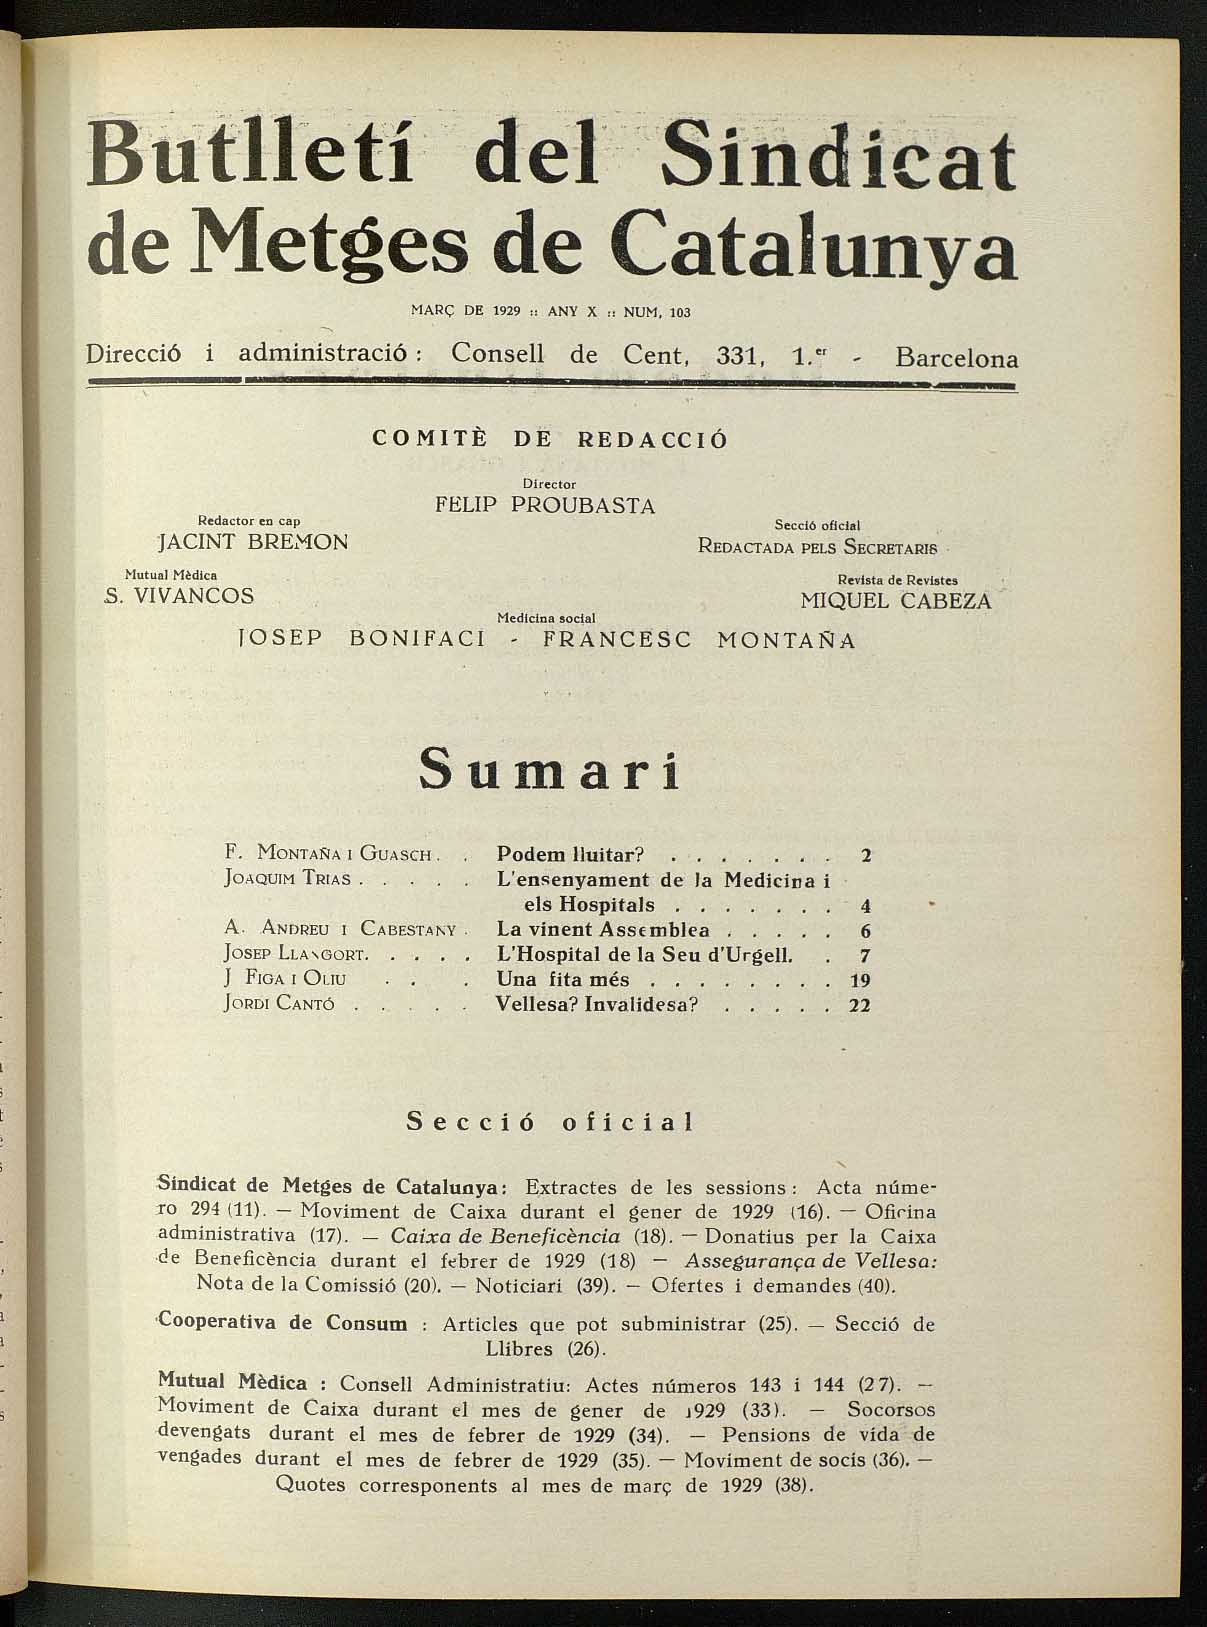 Butlletí del Sindicat
de Metges de Catalunya
MARÇ DE 1929 :: ANY X :: NUM, 103
Direcció i administració : Consell de Cent, 331, 1.er - Barcelona
COMITÈ DE REDACCIÓ
Director
FELIP PROUBASTA
Redactor en cap
JACINT BREMON
Secció oficial
REDACTADA PELS SECRETARIS
Mutual Mèdica
S. VIVANCOS
Revista de Revistes
MIQUEL CABEZA
Medicina social
JOSEP BONIFACI - FRANCESC MONTAÑA
Sumari
F. MONTAÑA I GUASCH . . Podem lluitar? . . . . . . . 2
JOAQUIM TRIAS . . . . . L'ensenyament de la Medicina i
els Hospitals . . . . . . . 4
A. ANDREU I CABESTANY . La vinent Assemblea . . . . . 6
JOSEP LLANGORT. . . . . L'Hospital de la Seu d'Urgell. . 7
J FIGA I OLIU . . . Una fita més . . . . . . . . 19
JORDI CANTÓ . . . . . Vellesa? Invalidesa? . . . . . 22
Secció oficial
Sindicat de Metges de Catalunya: Extractes de les sessions : Acta núme-
ro 294 (11). — Moviment de Caixa durant el gener de 1929 (16). — Oficina
administrativa (17). — Caixa de Beneficència (18). — Donatius per la Caixa
de Beneficència durant el febrer de 1929 (18) — Assegurança de Vellesa:
Nota de la Comissió (20). — Noticiari (39). — Ofertes i demandes (40).
Cooperativa de Consum : Articles que pot subministrar (25). — Secció de
Llibres (26).
Mutual Mèdica : Consell Administratiu: Actes números 143 i 144 (27). —
Moviment de Caixa durant el mes de gener de 1929 (33). — Socorsos
devengats durant el mes de febrer de 1929 (34). — Pensions de vida de
vengades durant el mes de febrer de 1929 (35). — Moviment de socis (36). —
Quotes corresponents al mes de març de 1929 (38).